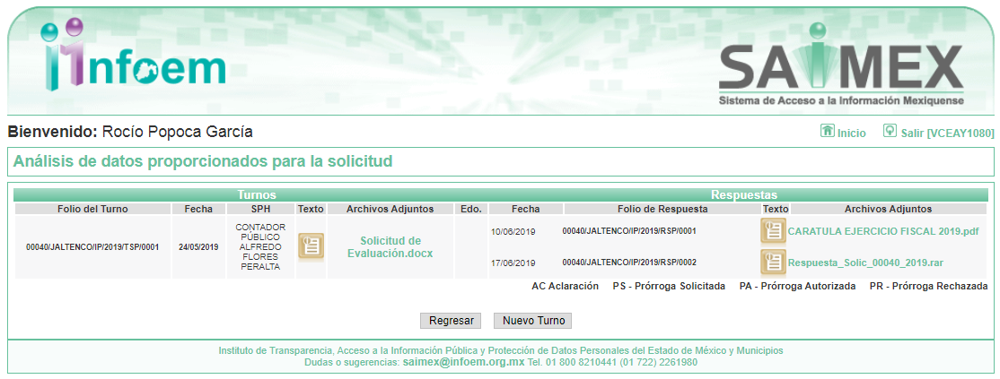 infoem
SAIMEX
Sistema de Acceso a la Información Mexiquense
Bienvenido: Rocío Popoca García
Inicio Salir [VCEAY1080]
Análisis de datos proporcionados para la solicitud
Turnos Respuestas
Folio del Turno Fecha SPH Texto Archivos Adjuntos Edo. Fecha Folio de Respuesta Texto Archivos Adjuntos
00040/JALTENCO/IP/2019/TSP/0001 24/05/2019
CONTADOR
PÚBLICO
ALFREDO
FLORES
PERALTA
Solicitud de
Evaluación.docx
10/06/2019 00040/JALTENCO/IP/2019/RSP/0001 CARATULA EJERCICIO FISCAL 2019.pdf
17/06/2019 00040/JALTENCO/IP/2019/RSP/0002 Respuesta_Solic_00040_2019.rar
AC Aclaración PS - Prórroga Solicitada PA - Prórroga Autorizada PR - Prórroga Rechazada
Regresar Nuevo Turno
Instituto de Transparencia, Acceso a la Información Pública y Protección de Datos Personales del Estado de México y Municipios
Dudas o sugerencias: saimex@infoem.org.mx Tel. 01 800 8210441 (01 722) 2261980